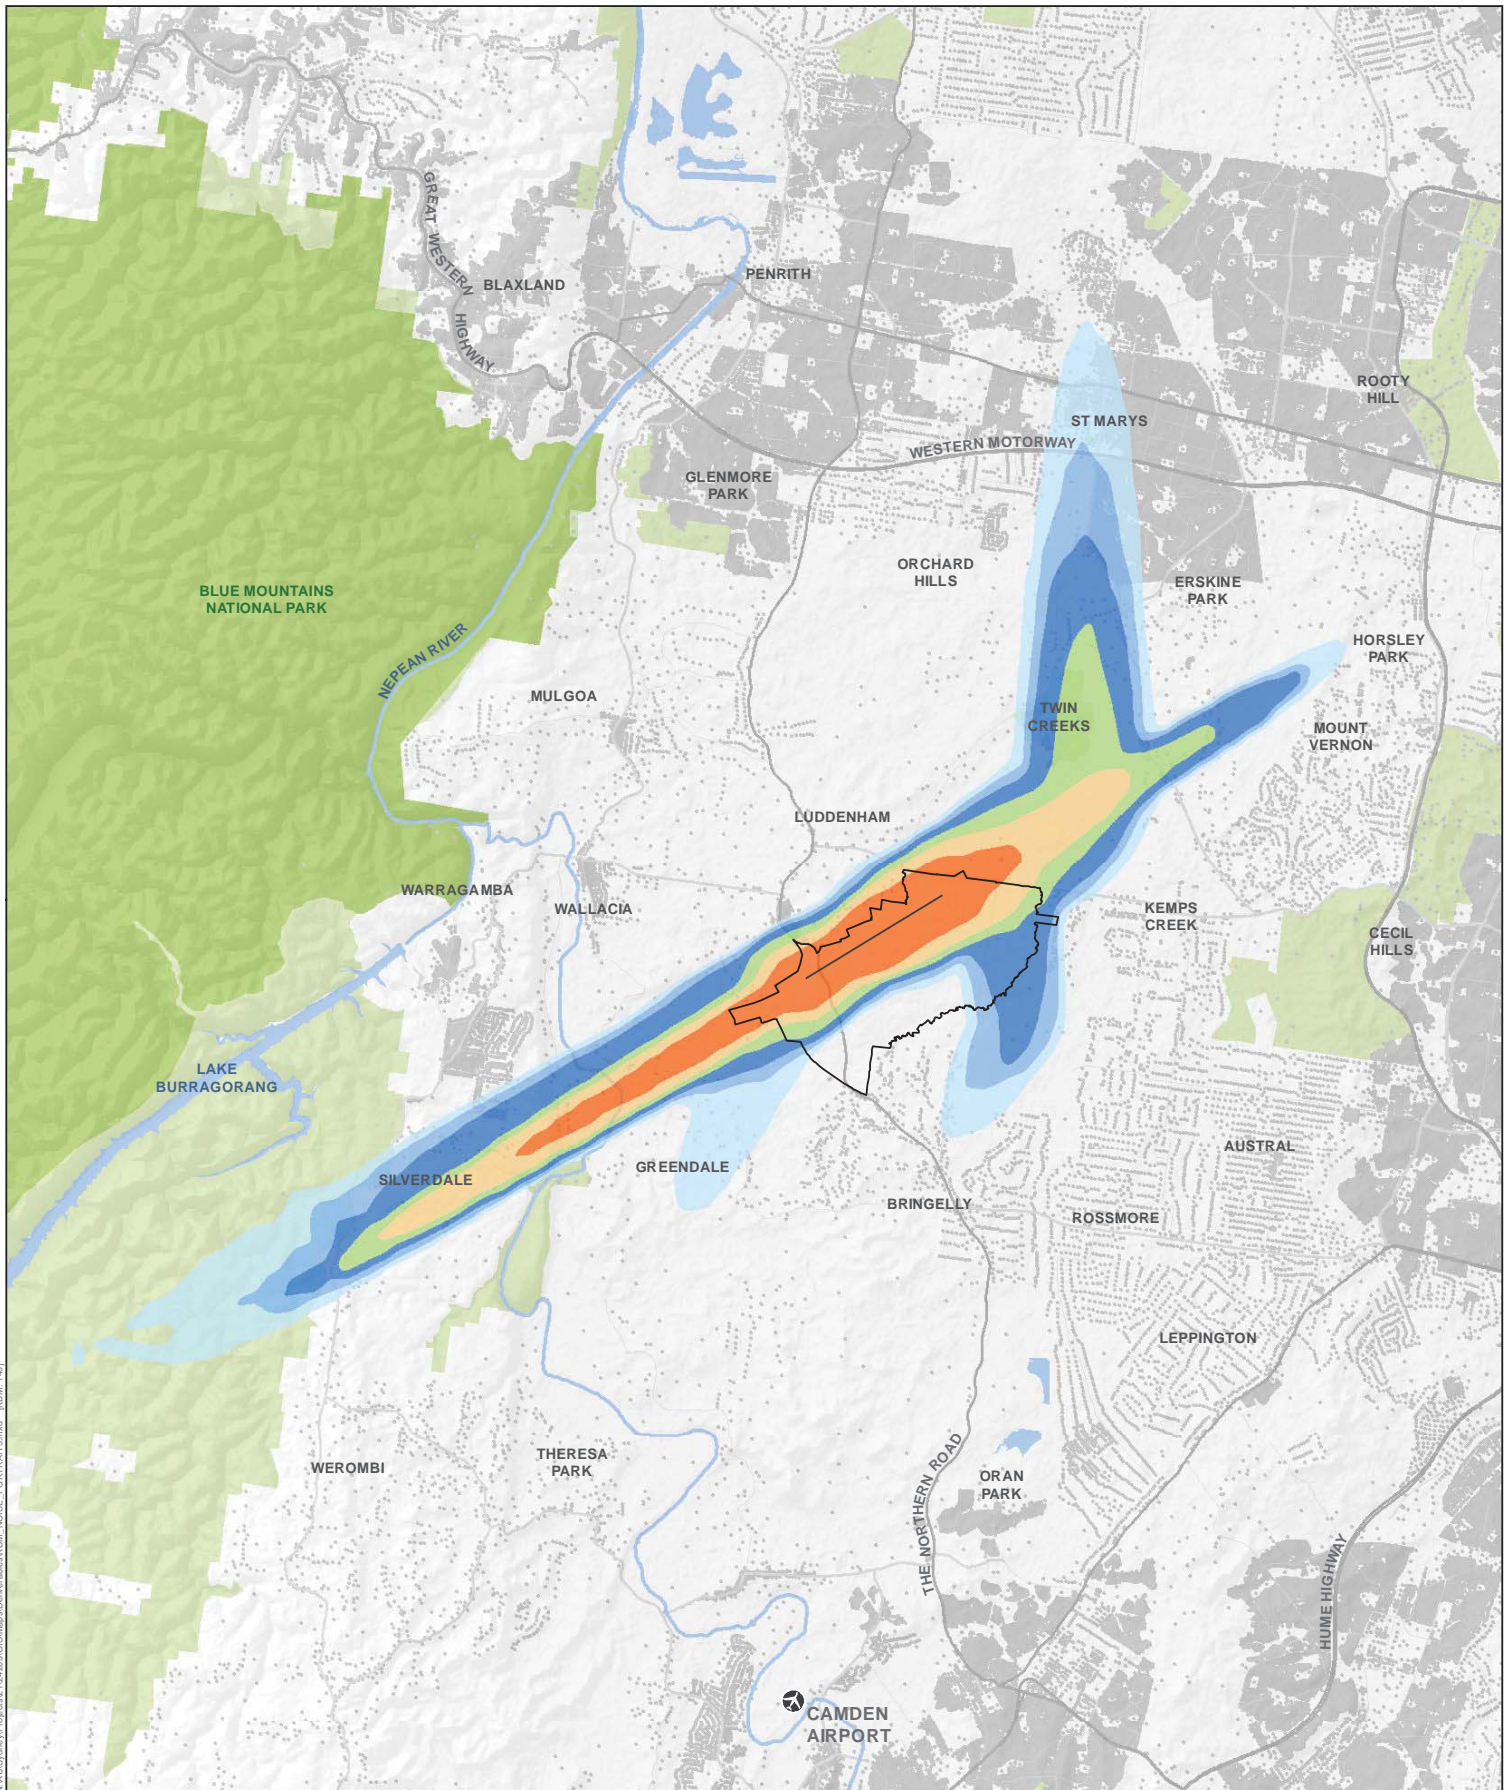 GREAT WESTERN HIGHWAY
BLAXLAND
PENRITH
ROOTY
HILL
ST MARYS
WESTERN MOTORWAY
GLENMORE
PARK
ORCHARD
HILLS
ERSKINE
PARK
BLUE MOUNTAINS
NATIONAL PARK
NEPEAN RIVER
HORSLEY
PARK
MULGOA
TWIN
CREEKS
MOUNT
VERNON
LUDDENHAM
WARRAGAMBA
WALLACIA
KEMPS
CREEK
CECIL
HILLS
LAKE
BURRAGORANG
SILVERDALE
GREENDALE
AUSTRAL
BRINGELLY
ROSSMORE
LEPPINGTON
THERESA
PARK
WEROMBI
ORAN
PARK
THE NORTHERN ROAD
HUME HIGHWAY
CAMDEN
AIRPORT